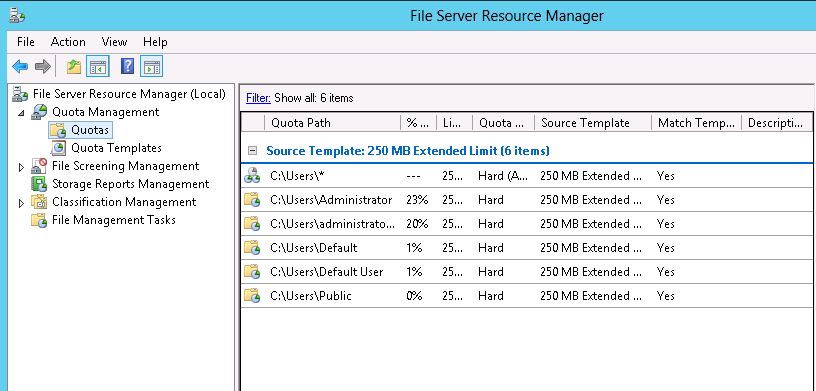 File Server Resource Manager
File Action View Help
File Server Resource Manager (Local)
Quota Management
Quotas
Quota Templates
File Screening Management
Storage Reports Management
Classification Management
File Management Tasks
Filter: Show all: 6 items
Quota Path % ... Li... Quota ... Source Template Match Temp... Descripti...
Source Template: 250 MB Extended Limit (6 items)
C:\Users\* --- 25... Hard (A... 250 MB Extended ... Yes
C:\Users\Administrator 23% 25... Hard 250 MB Extended ... Yes
C:\Users\administrato... 20% 25... Hard 250 MB Extended ... Yes
C:\Users\Default 1% 25... Hard 250 MB Extended ... Yes
C:\Users\Default User 1% 25... Hard 250 MB Extended ... Yes
C:\Users\Public 0% 25... Hard 250 MB Extended ... Yes